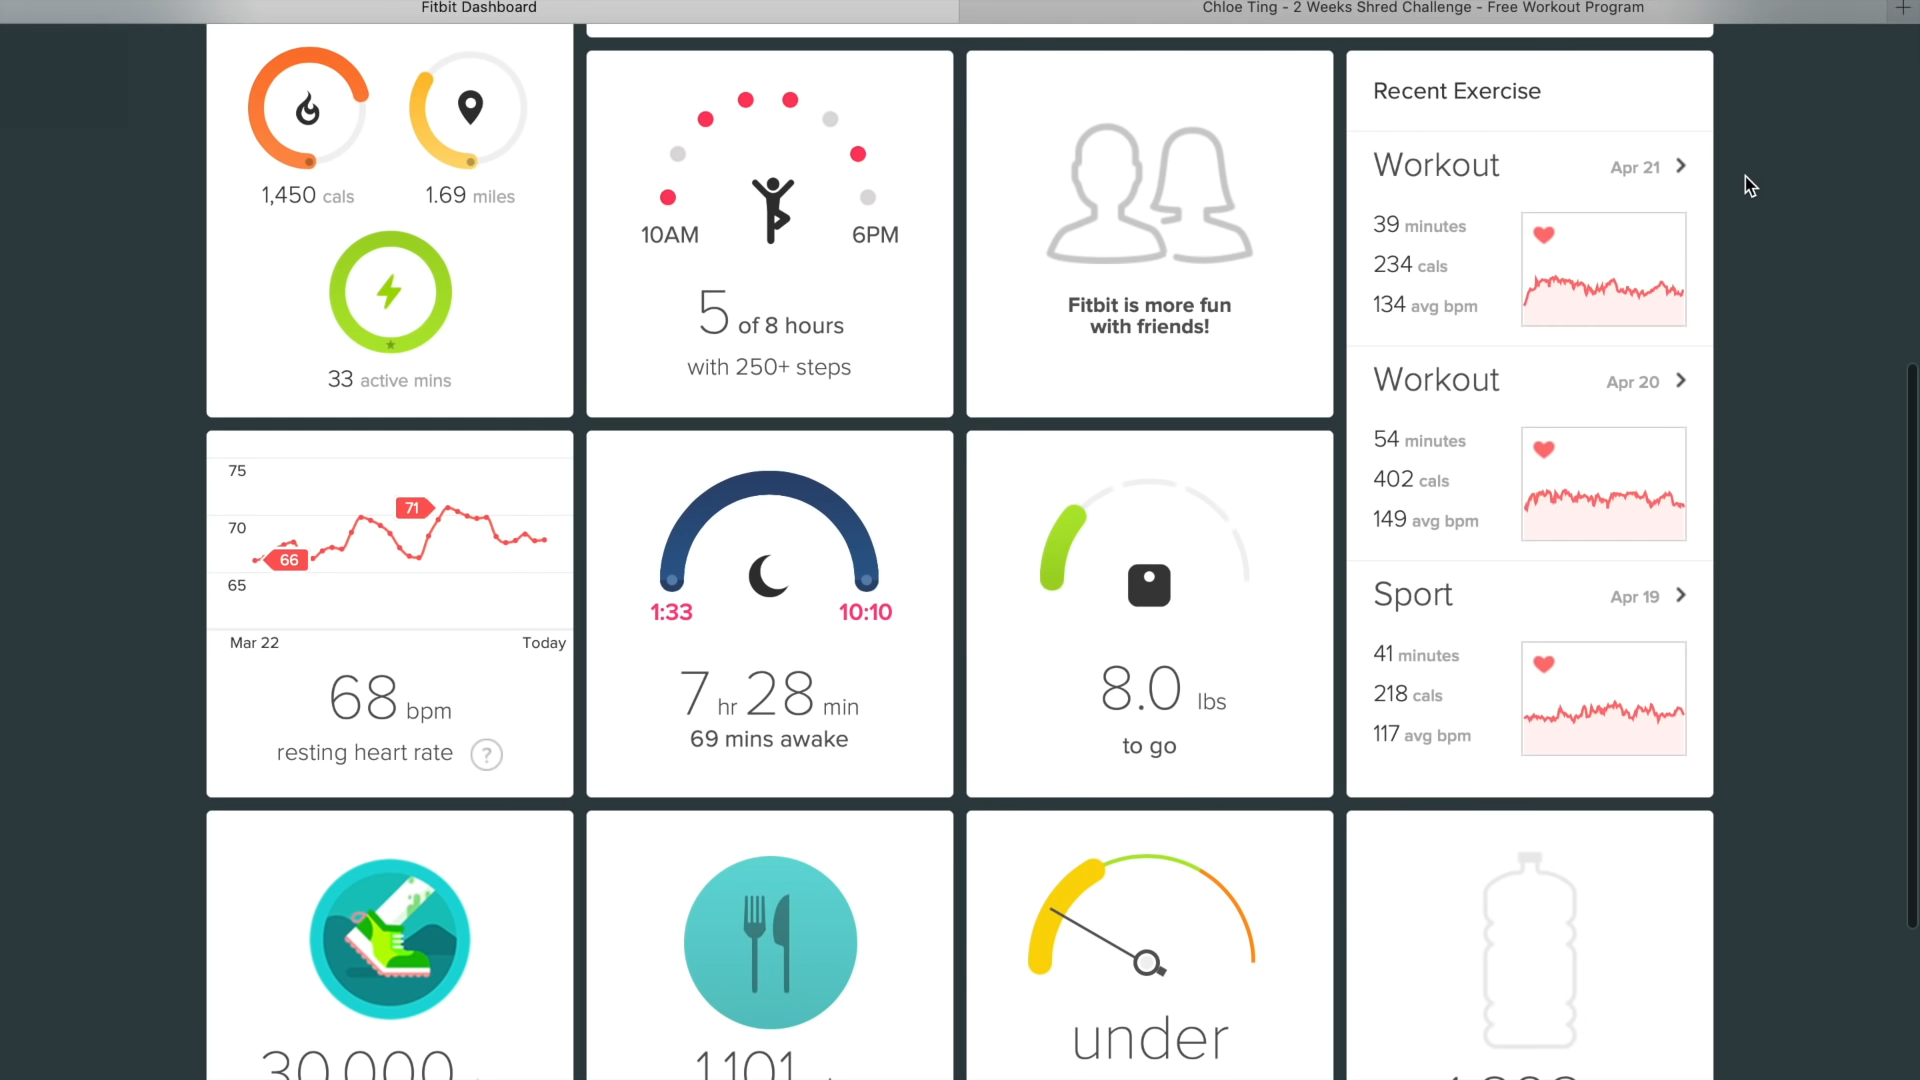 Fitbit Dashboard
Chloe Ting - 2 Weeks Shred Challenge - Free Workout Program
1,450 cals
1.69 miles
33 active mins
10AM
6PM
5 of 8 hours
with 250+ steps
Fitbit is more fun
with friends!
Recent Exercise
Workout
Apr 21
39 minutes
234 cals
134 avg bpm
Workout
Apr 20
54 minutes
402 cals
149 avg bpm
Sport
Apr 19
41 minutes
218 cals
117 avg bpm
75
70
65
71
66
Mar 22
Today
68 bpm
resting heart rate ?
1:33
10:10
7 hr 28 min
69 mins awake
8.0 lbs
to go
30,000
1,101
under